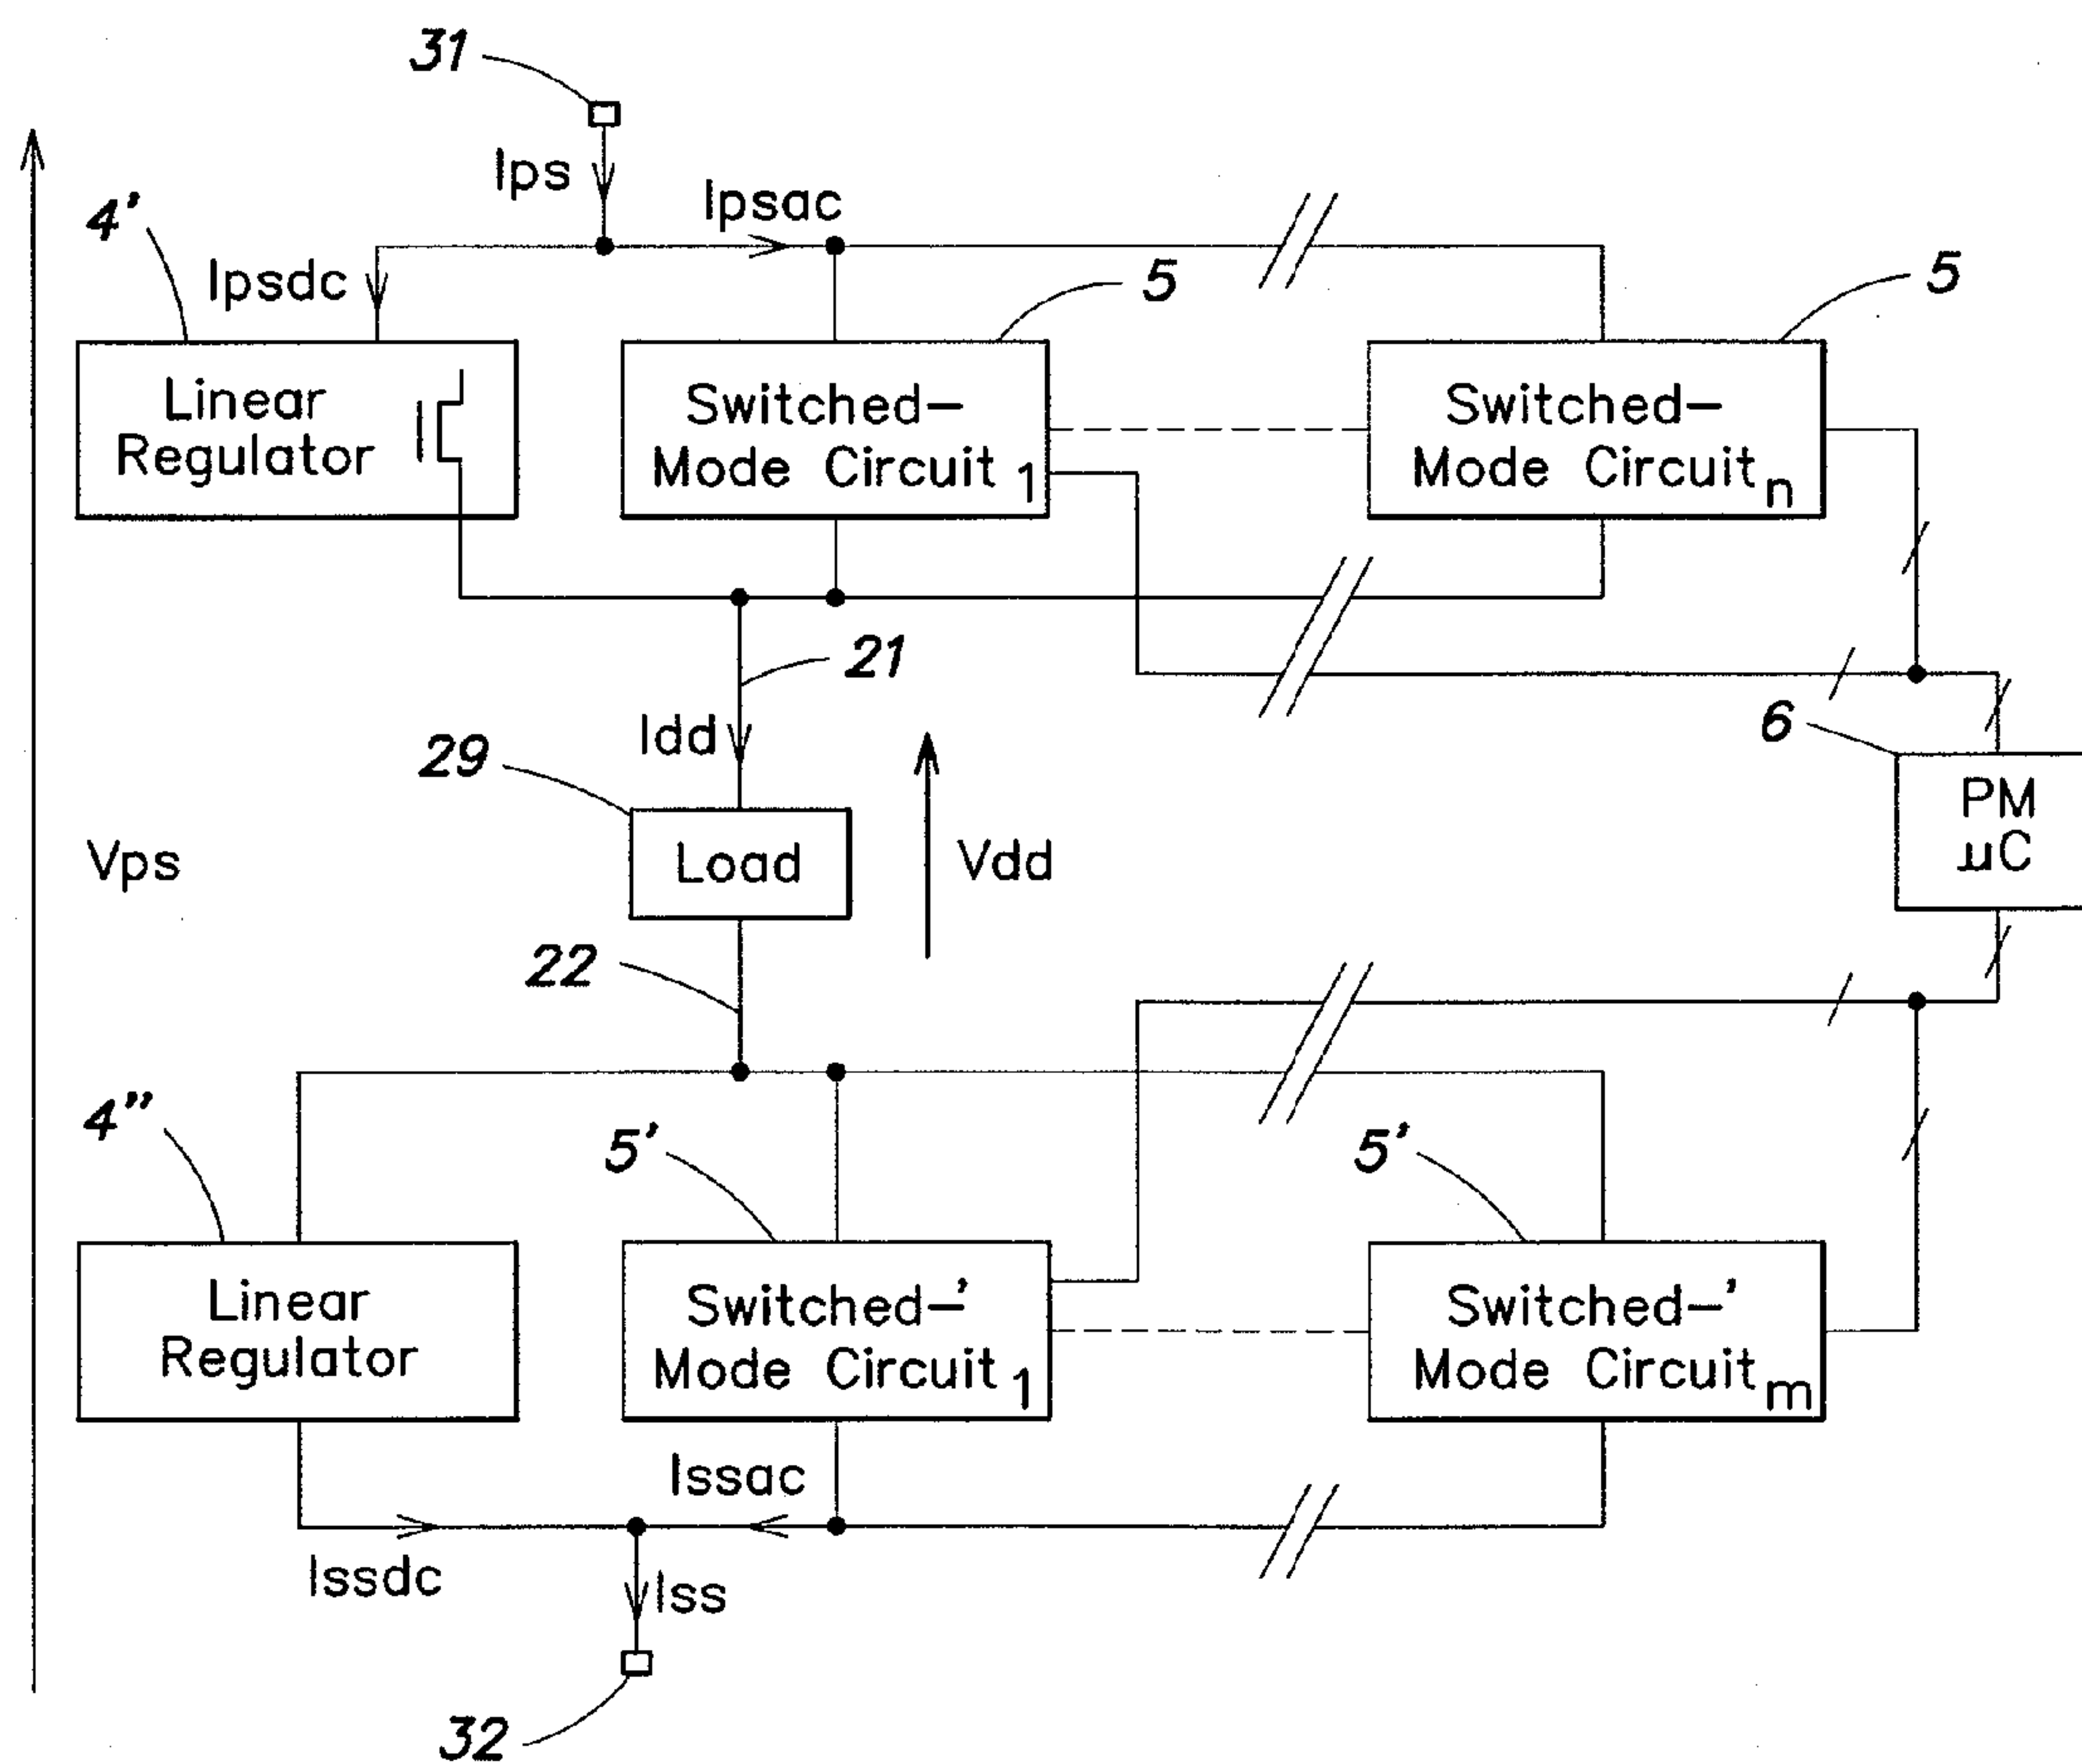 31
Ips
Ipsac
4'
Ipsdc
5
5
Linear
Regulator
Switched-
Mode Circuit 1
Switched-
Mode Circuit n
21
Idd
29
6
PM
µC
Load
Vps
Vdd
22
4"
5'
5'
Linear
Regulator
Switched-'
Mode Circuit 1
Switched-'
Mode Circuit m
Issac
Issdc
Iss
32